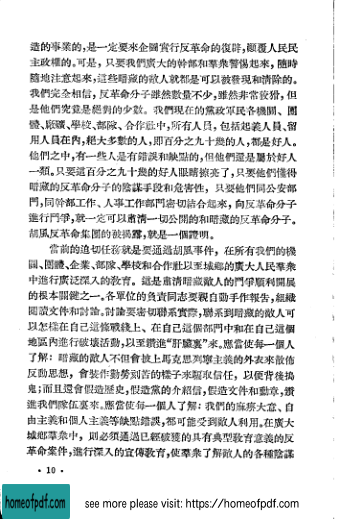 造的事業的，是一定要來企圖實行反革命的復辟，顚覆人民民
主政權的。可是，只要我們廣大的幹部和羣衆警惕起來，隨時
隨地注意起來，這些暗藏的敵人就都是可以被發現和清除的。
我們完全相信，反革命分子雖然數量不少，雖然非常狡猾，但
是他們究竟是絕對的少數。我們現在的黨政軍民各機關、團
體、廠礦、學校、部隊、合作社中，所有人員，包括起義人員、留
用人員在內，絕大多數的人，即百分之九十幾的人，都是好人。
他們之中，有一些人是有錯誤和缺點的，但他們還是屬於好人
一類。只要這百分之九十幾的好人眼睛擦亮了，只要他們懂得
暗藏的反革命分子的陰謀手段和危害性，只要他們同公安部
門，同幹部工作、人事工作部門密切結合起來，向反革命分子
進行鬥爭，就一定可以肅清一切公開的和暗藏的反革命分子。
胡風反革命集團的被揭露，就是一個證明。
當前的迫切任務就是要通過胡風事件，在所有我們的機
關、團體、企業、部隊、學校和合作社以至城鄉的廣大人民羣衆
中進行廣泛深入的敎育。這是肅清暗藏敵人的鬥爭順利開展
的根本關鍵之一。各單位的負責同志要親自動手作報告，組織
閱讀文件和討論。討論要密切聯系實際，聯系到暗藏的敵人可
以怎樣在自己這條戰綫上、在自己這個部門中和在自己這個
地區內進行破壞活動，以至鑽進“肝臟裏”來。應當使每一個人
了解：暗藏的敵人不但會披上馬克思列寧主義的外衣來散佈
反動思想，會裝作勤勞刻苦的樣子來騙取信任，以便背後搗
鬼；而且還會假造歷史，假造黨的介紹信，假造文件和勳章，鑽
進我們隊伍裏來。應當使每一個人了解：我們的麻痹大意、自
由主義和個人主義等缺點錯誤，都可能受到敵人利用。在廣大
城鄉羣衆中，則必須通過已經破獲的具有典型敎育意義的反
革命案件，進行深入的宣傳敎育，使羣衆了解敵人的各種陰謀
· 10 ·
homeofpdf.com
see more please visit: https://homeofpdf.com